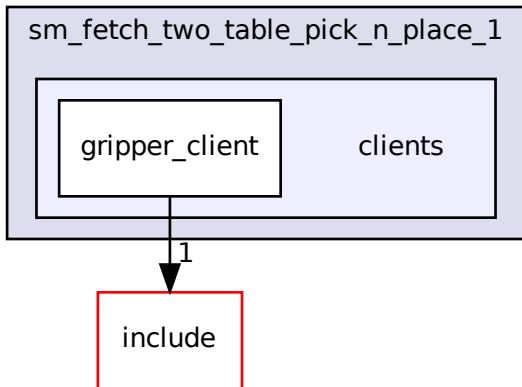 sm_fetch_two_table_pick_n_place_1
gripper_client
clients
1
include